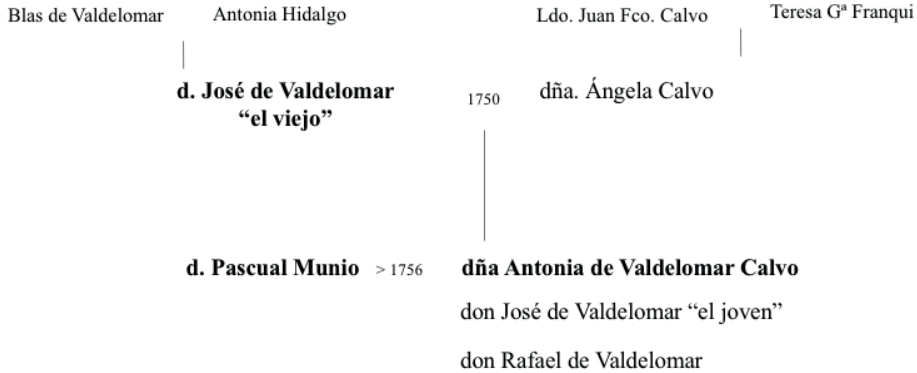 Blas de Valdelomar Antonia Hidalgo Ldo. Juan Fco. Calvo Teresa Gª Franqui
d. José de Valdelomar 1750 dña. Ángela Calvo
“el viejo”
d. Pascual Munio > 1756 dña Antonia de Valdelomar Calvo
don José de Valdelomar “el joven”
don Rafael de Valdelomar